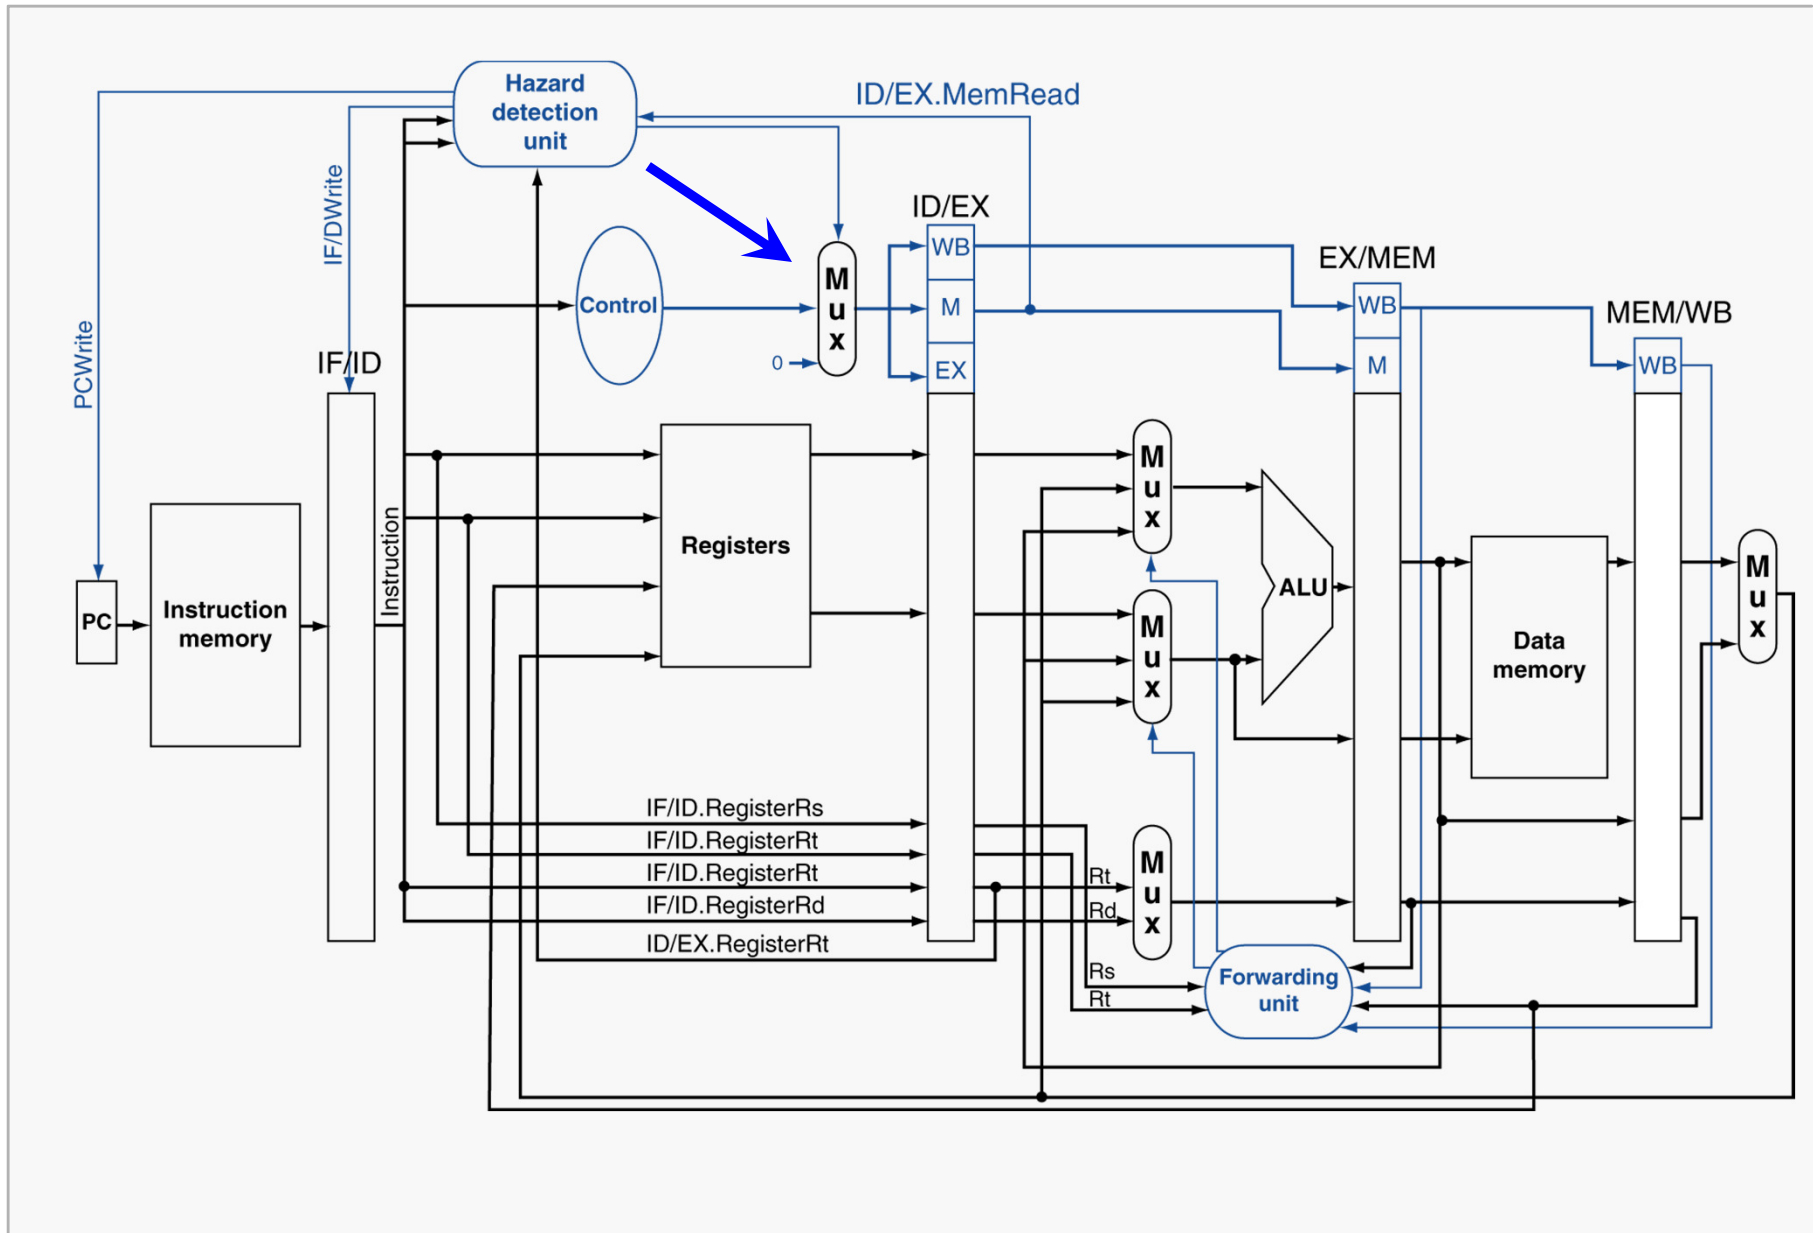 Hazard
detection
unit
ID/EX.MemRead
IF/DWrite
PCWrite
ID/EX
WB
M
EX
Control
M
u
x
0
EX/MEM
WB
M
MEM/WB
WB
IF/ID
PC
Instruction
memory
Instruction
Registers
M
u
x
M
u
x
ALU
Data
memory
M
u
x
IF/ID.RegisterRs
IF/ID.RegisterRt
IF/ID.RegisterRt
IF/ID.RegisterRd
ID/EX.RegisterRt
Rt
Rd
M
u
x
Rs
Rt
Forwarding
unit